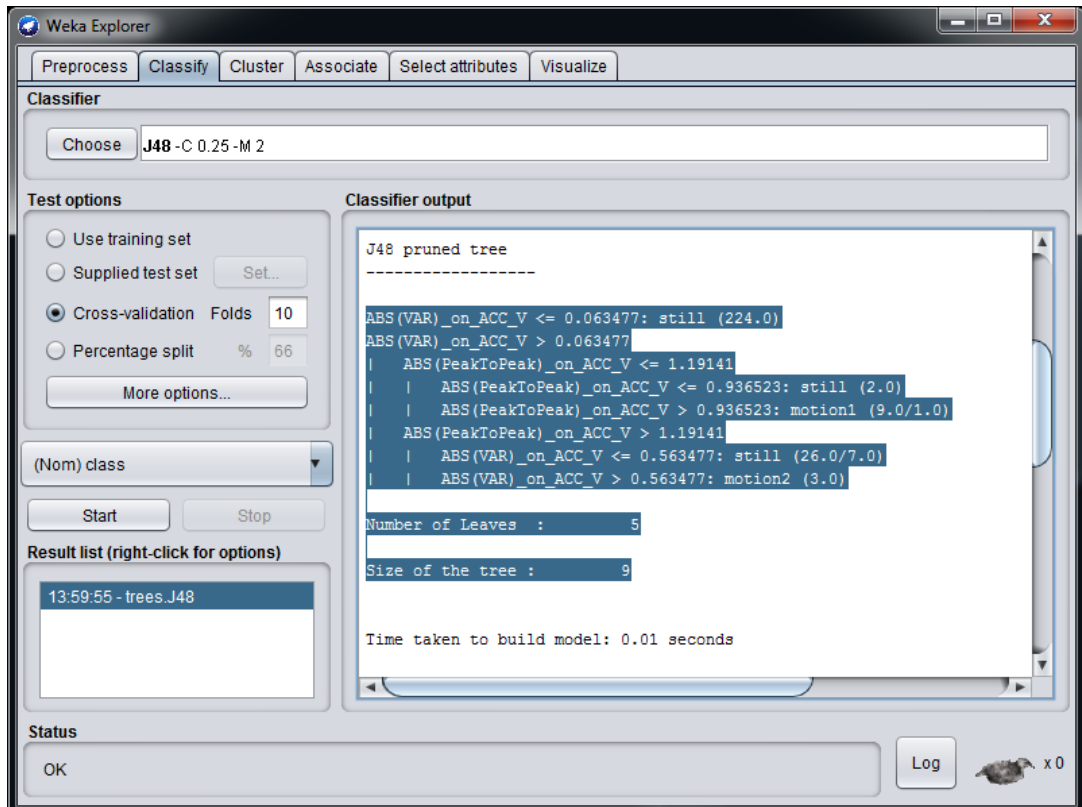 Weka Explorer
Preprocess Classify Cluster Associate Select attributes Visualize
Classifier
Choose J48 -C 0.25 -M 2
Test options
Use training set
Supplied test set Set...
Cross-validation Folds 10
Percentage split % 66
More options...
(Nom) class
Start Stop
Result list (right-click for options)
13:59:55 - trees.J48
Classifier output
J48 pruned tree
------------------
ABS(VAR)_on_ACC_V <= 0.063477: still (224.0)
ABS(VAR)_on_ACC_V > 0.063477
|   ABS(PeakToPeak)_on_ACC_V <= 1.19141
|   |   ABS(PeakToPeak)_on_ACC_V <= 0.936523: still (2.0)
|   |   ABS(PeakToPeak)_on_ACC_V > 0.936523: motion1 (9.0/1.0)
|   ABS(PeakToPeak)_on_ACC_V > 1.19141
|   |   ABS(VAR)_on_ACC_V <= 0.563477: still (26.0/7.0)
|   |   ABS(VAR)_on_ACC_V > 0.563477: motion2 (3.0)
Number of Leaves  : 	5
Size of the tree : 	9
Time taken to build model: 0.01 seconds
Status
OK
Log x 0